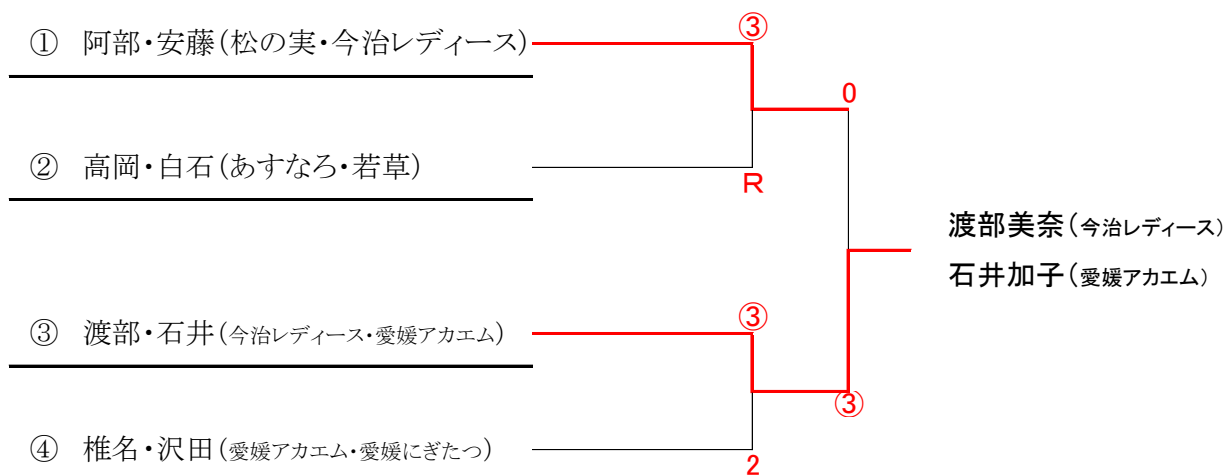 ① 阿部・安藤(松の実・今治レディース)
③
0
② 高岡・白石(あすなろ・若草)
R
渡部美奈(今治レディース)
石井加子(愛媛アカエム)
③ 渡部・石井(今治レディース・愛媛アカエム)
③
③
④ 椎名・沢田(愛媛アカエム・愛媛にぎたつ)
2